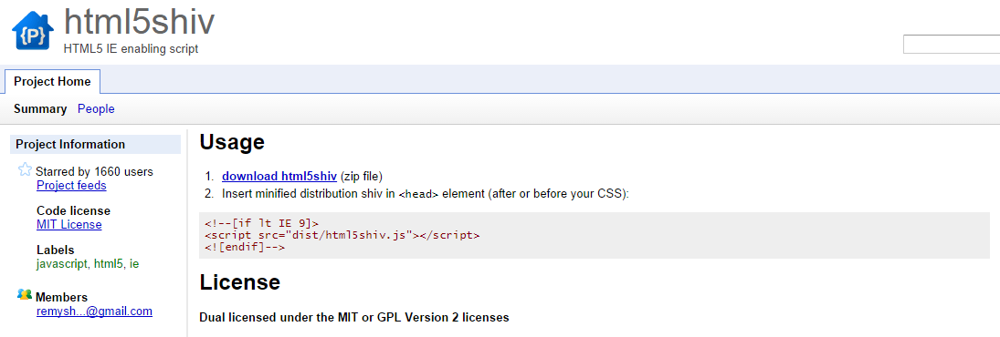 {P}
html5shiv
HTML5 IE enabling script
Project Home
Summary People
Project Information
Starred by 1660 users
Project feeds
Code license
MIT License
Labels
javascript, html5, ie
Members
remysh...@gmail.com
Usage
1. download html5shiv (zip file)
2. Insert minified distribution shiv in <head> element (after or before your CSS):
<!--[if lt IE 9]>
<script src="dist/html5shiv.js"></script>
<![endif]-->
License
Dual licensed under the MIT or GPL Version 2 licenses